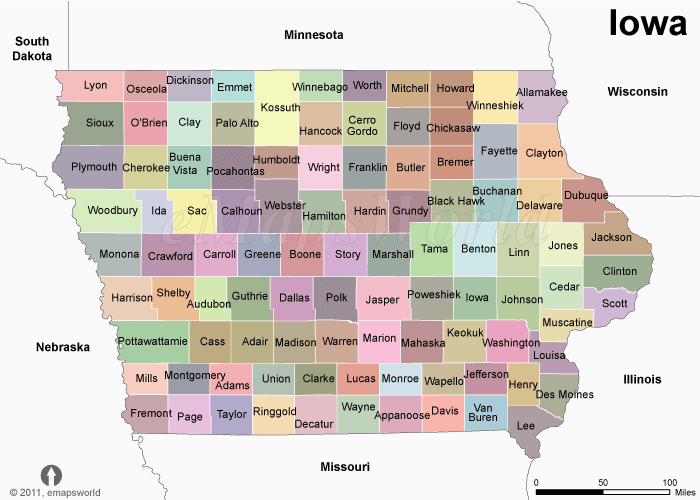 Iowa
South
Dakota
Minnesota
Wisconsin
Nebraska
Illinois
Missouri
Lyon
Osceola
Dickinson
Emmet
Kossuth
Winnebago
Worth
Mitchell
Howard
Winneshiek
Allamakee
Sioux
O'Brien
Clay
Palo Alto
Hancock
Cerro
Gordo
Floyd
Chickasaw
Fayette
Clayton
Plymouth
Cherokee
Buena
Vista
Pocahontas
Humboldt
Wright
Franklin
Butler
Bremer
Woodbury
Ida
Sac
Calhoun
Webster
Hamilton
Hardin
Grundy
Black Hawk
Buchanan
Delaware
Dubuque
eMapsWorld
Monona
Crawford
Carroll
Greene
Boone
Story
Marshall
Tama
Benton
Linn
Jones
Jackson
Clinton
Harrison
Shelby
Audubon
Guthrie
Dallas
Polk
Jasper
Poweshiek
Iowa
Johnson
Cedar
Scott
Muscatine
Pottawattamie
Cass
Adair
Madison
Warren
Marion
Mahaska
Keokuk
Washington
Louisa
Mills
Montgomery
Adams
Union
Clarke
Lucas
Monroe
Wapello
Jefferson
Henry
Des Moines
Fremont
Page
Taylor
Ringgold
Decatur
Wayne
Appanoose
Davis
Van
Buren
Lee
© 2011, emapsworld
0 50 100
Miles